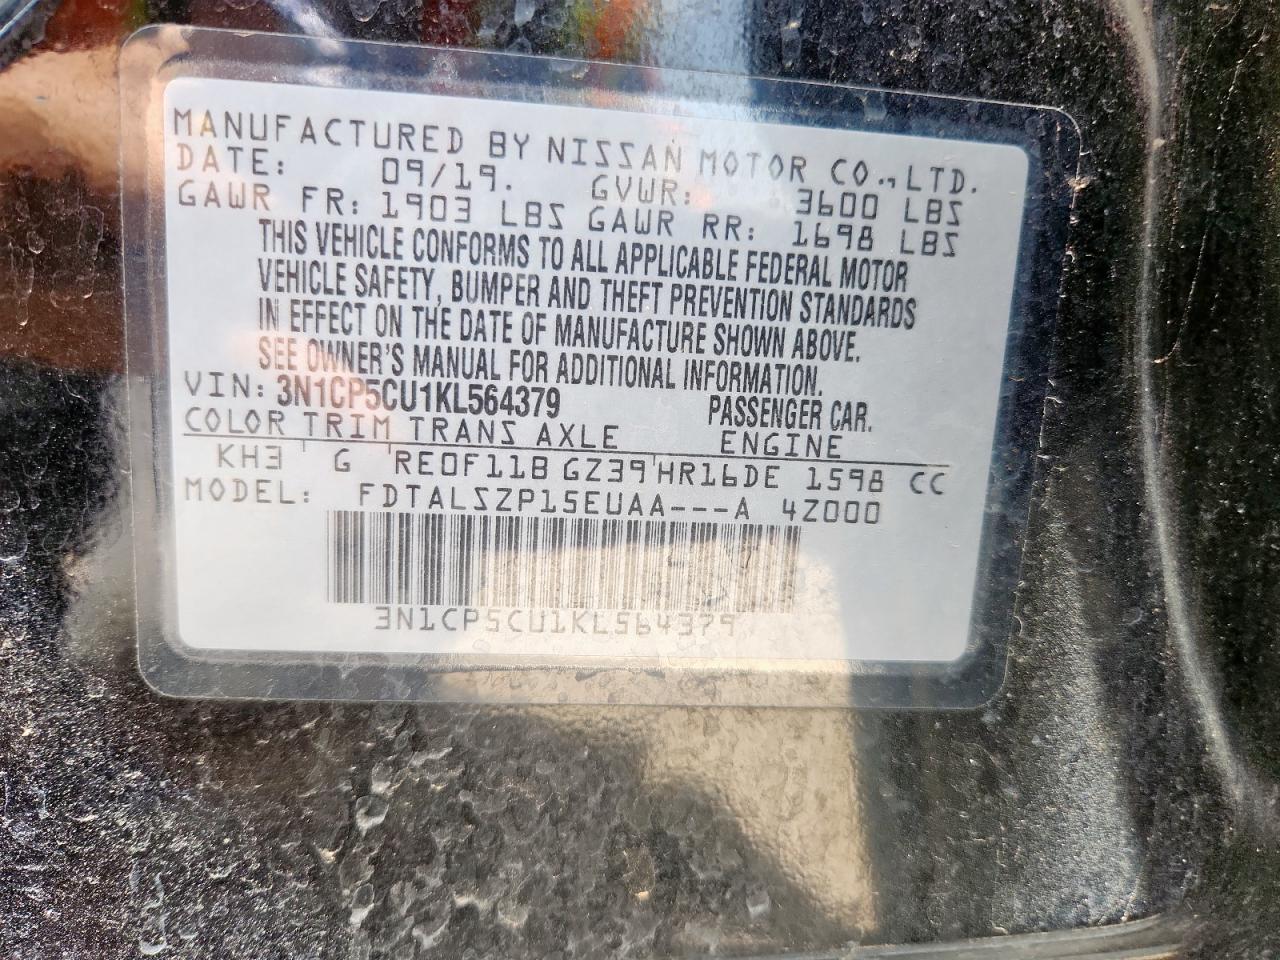 MANUFACTURED BY NISSAN MOTOR CO.,LTD.
DATE: 09/19. GVWR: 3600 LBS
GAWR FR: 1903 LBS GAWR RR: 1698 LBS
THIS VEHICLE CONFORMS TO ALL APPLICABLE FEDERAL MOTOR
VEHICLE SAFETY, BUMPER AND THEFT PREVENTION STANDARDS
IN EFFECT ON THE DATE OF MANUFACTURE SHOWN ABOVE.
SEE OWNER'S MANUAL FOR ADDITIONAL INFORMATION.
VIN: 3N1CP5CU1KL564379 PASSENGER CAR.
COLOR TRIM TRANS AXLE ENGINE
KH3 G RE0F11B GZ39 HR16DE 1598 CC
MODEL: FDTALSZP15EUAA---A 4Z000
3N1CP5CU1KL564379